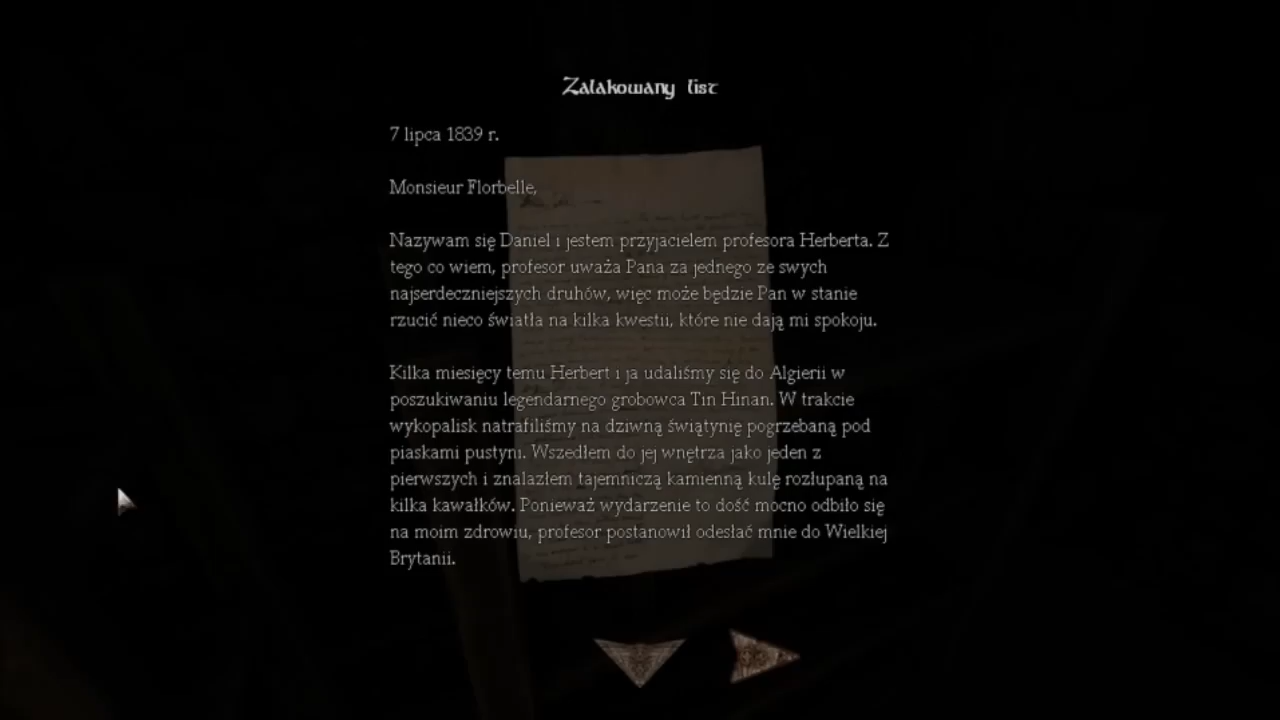 Zalakowany list
7 lipca 1839 r.
Monsieur Florbelle,
Nazywam się Daniel i jestem przyjacielem profesora Herberta. Z
tego co wiem, profesor uważa Pana za jednego ze swych
najserdeczniejszych druhów, więc może będzie Pan w stanie
rzucić nieco światła na kilka kwestii, które nie dają mi spokoju.
Kilka miesięcy temu Herbert i ja udaliśmy się do Algierii w
poszukiwaniu legendarnego grobowca Tin Hinan. W trakcie
wykopalisk natrafiliśmy na dziwną świątynię pogrzebaną pod
piaskami pustyni. Wszedłem do jej wnętrza jako jeden z
pierwszych i znalazłem tajemniczą kamienną kulę rozłupaną na
kilka kawałków. Ponieważ wydarzenie to dość mocno odbiło się
na moim zdrowiu, profesor postanowił odesłać mnie do Wielkiej
Brytanii.